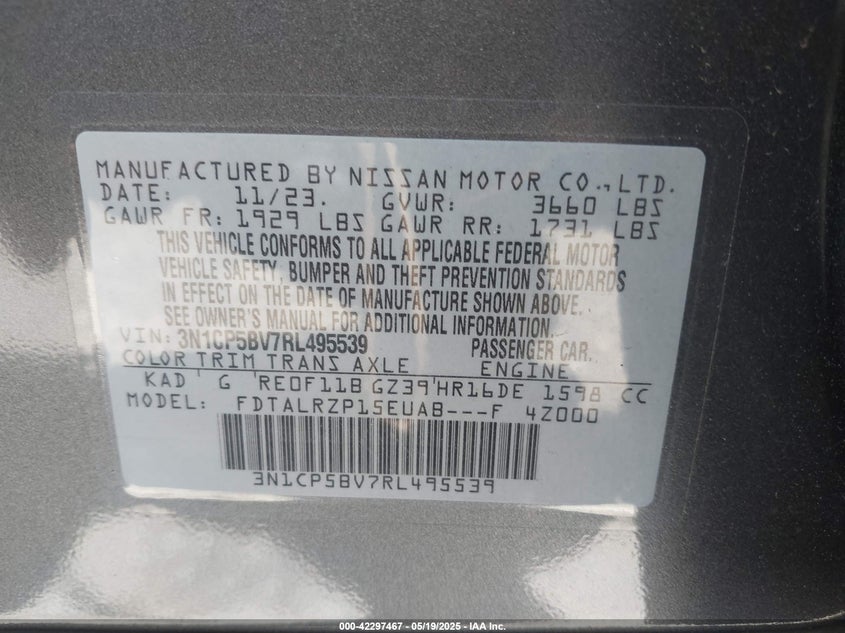 MANUFACTURED BY NISSAN MOTOR CO.,LTD.
DATE: 11/23. GVWR: 3660 LBS
GAWR FR: 1929 LBS GAWR RR: 1731 LBS
THIS VEHICLE CONFORMS TO ALL APPLICABLE FEDERAL MOTOR
VEHICLE SAFETY, BUMPER AND THEFT PREVENTION STANDARDS
IN EFFECT ON THE DATE OF MANUFACTURE SHOWN ABOVE.
SEE OWNER'S MANUAL FOR ADDITIONAL INFORMATION.
VIN: 3N1CP5BV7RL495539 PASSENGER CAR.
COLOR TRIM TRANS AXLE ENGINE
KAD ' G 'RE0F11B GZ39'HR16DE 1598 CC
MODEL: FDTALRZP15EUAB---F 4Z000
3N1CP5BV7RL495539
000-42297467 — 05/19/2025 — IAA Inc.